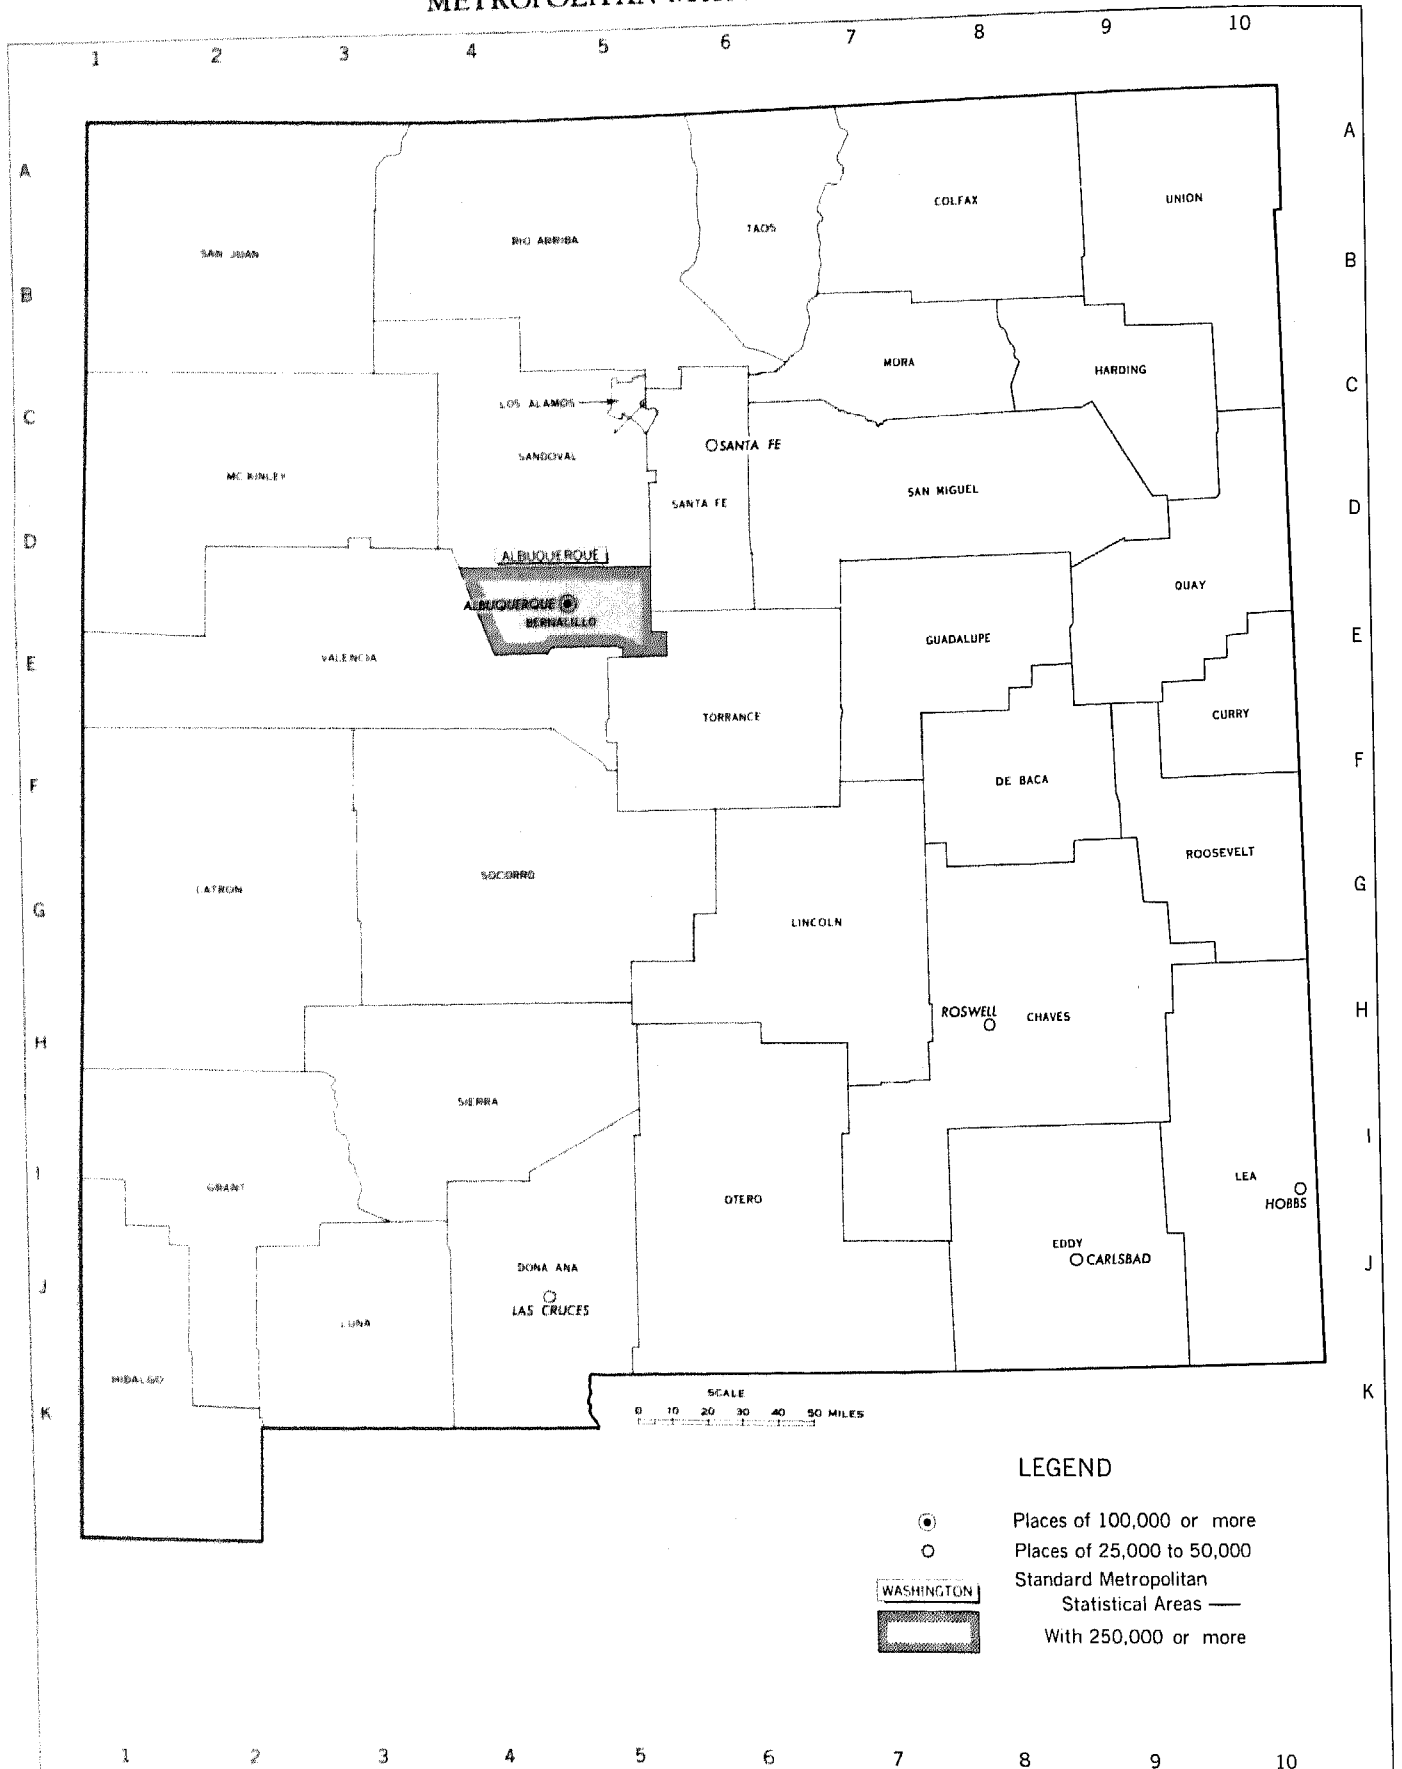 1 2 3 4 5 6 7 8 9 10
A A
SAN JUAN RIO ARRIBA TAOS COLFAX UNION
B B
MORA HARDING
C LOS ALAMOS C
SANTA FE
MC KINLEY SANDOVAL SANTA FE SAN MIGUEL
D D
ALBUQUERQUE
QUAY
ALBUQUERQUE
BERNALILLO
E VALENCIA GUADALUPE E
TORRANCE CURRY
F DE BACA F
SOCORRO ROOSEVELT
G CATRON LINCOLN G
ROSWELL CHAVES
H H
SIERRA
I I
GRANT OTERO LEA
HOBBS
EDDY
CARLSBAD
J DONA ANA J
LAS CRUCES
LUNA
HIDALGO
K K
SCALE
0 10 20 30 40 50 MILES
LEGEND
Places of 100,000 or more
Places of 25,000 to 50,000
WASHINGTON Standard Metropolitan
Statistical Areas —
With 250,000 or more
1 2 3 4 5 6 7 8 9 10